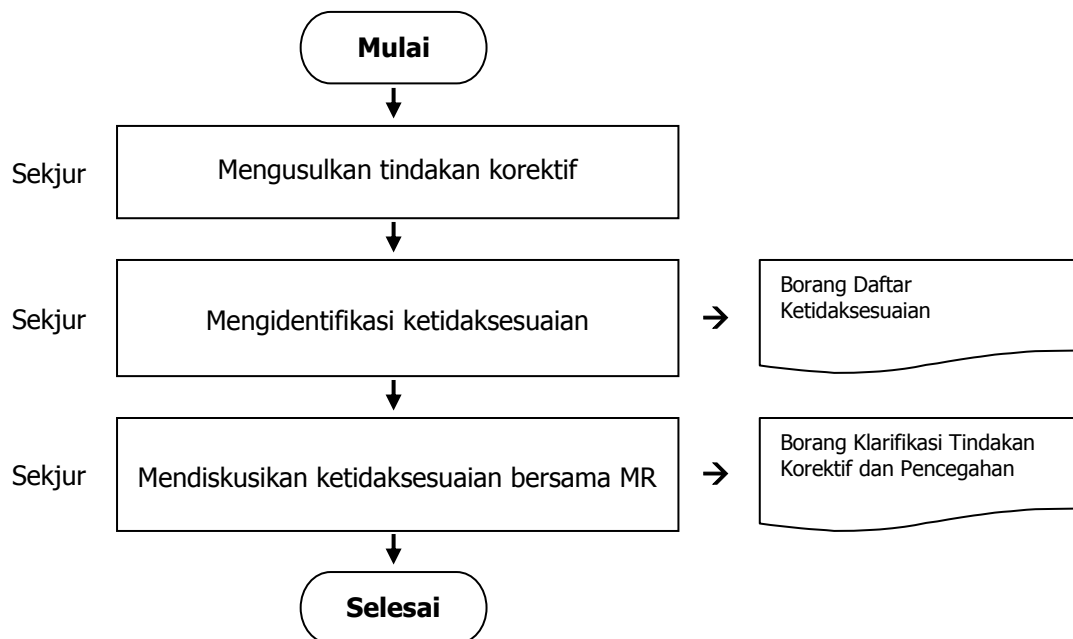 Mulai
Sekjur
Mengusulkan tindakan korektif
Sekjur
Mengidentifikasi ketidaksesuaian
Borang Daftar
Ketidaksesuaian
Sekjur
Mendiskusikan ketidaksesuaian bersama MR
Borang Klarifikasi Tindakan
Korektif dan Pencegahan
Selesai